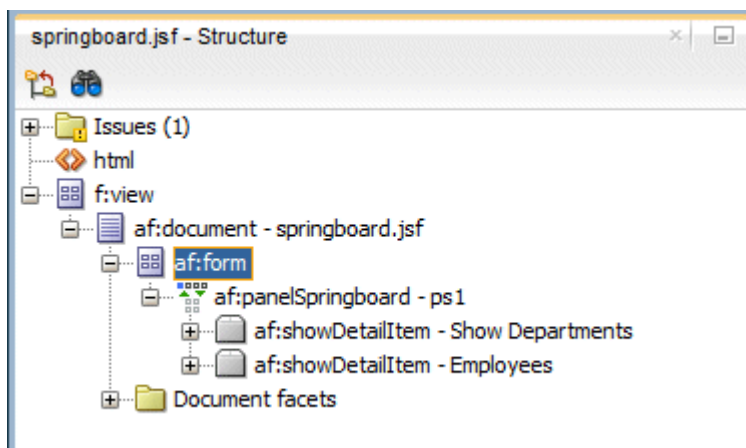 springboard.jsf - Structure
Issues (1)
html
f:view
af:document - springboard.jsf
af:form
af:panelSpringboard - ps1
af:showDetailItem - Show Departments
af:showDetailItem - Employees
Document facets